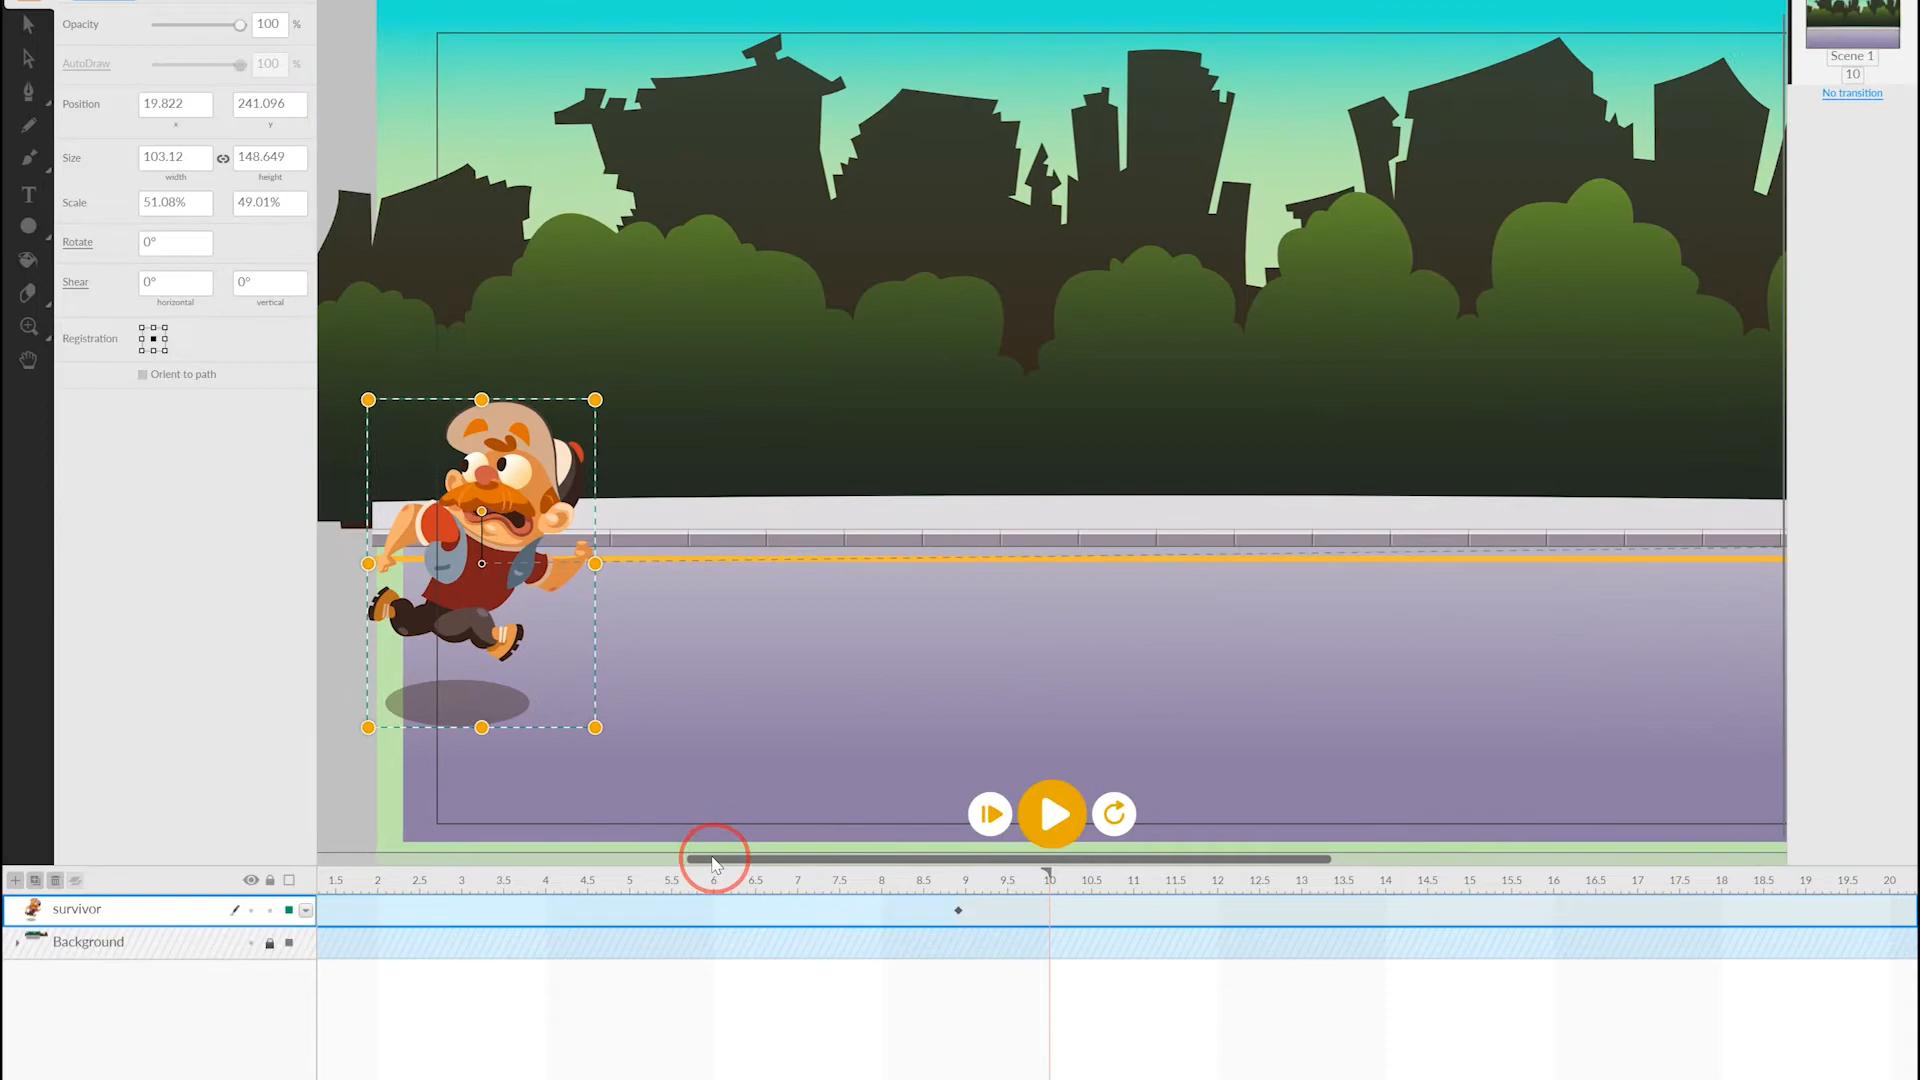 Opacity 100 %
AutoDraw 100 %
Position 19.822 241.096
x y
Size 103.12 148.649
width height
Scale 51.08% 49.01%
Rotate 0°
Shear 0° 0°
horizontal vertical
Registration
Orient to path
T
Scene 1
10
No transition
1.5 2 2.5 3 3.5 4 4.5 5 5.5 6 6.5 7 7.5 8 8.5 9 9.5 10 10.5 11 11.5 12 12.5 13 13.5 14 14.5 15 15.5 16 16.5 17 17.5 18 18.5 19 19.5 20
survivor
Background